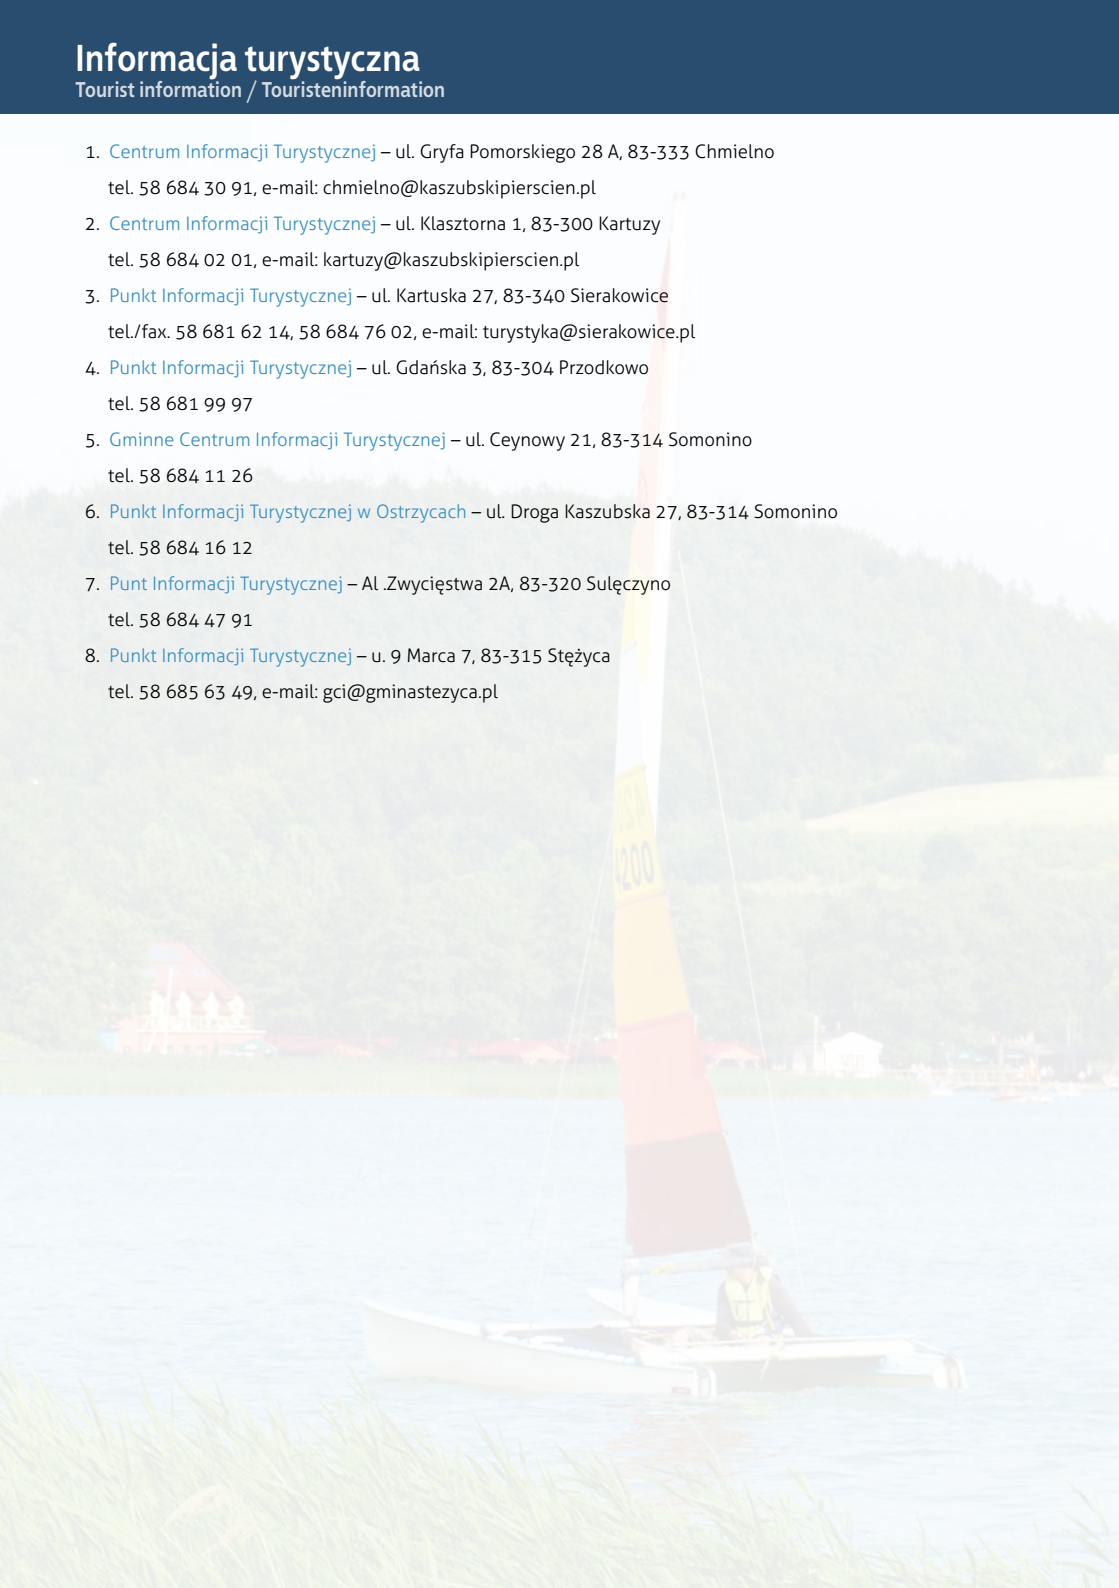 Informacja turystyczna
Tourist information / Touristeninformation
1. Centrum Informacji Turystycznej – ul. Gryfa Pomorskiego 28 A, 83-333 Chmielno
tel. 58 684 30 91, e-mail: chmielno@kaszubskipierscien.pl
2. Centrum Informacji Turystycznej – ul. Klasztorna 1, 83-300 Kartuzy
tel. 58 684 02 01, e-mail: kartuzy@kaszubskipierscien.pl
3. Punkt Informacji Turystycznej – ul. Kartuska 27, 83-340 Sierakowice
tel./fax. 58 681 62 14, 58 684 76 02, e-mail: turystyka@sierakowice.pl
4. Punkt Informacji Turystycznej – ul. Gdańska 3, 83-304 Przodkowo
tel. 58 681 99 97
5. Gminne Centrum Informacji Turystycznej – ul. Ceynowy 21, 83-314 Somonino
tel. 58 684 11 26
6. Punkt Informacji Turystycznej w Ostrzycach – ul. Droga Kaszubska 27, 83-314 Somonino
tel. 58 684 16 12
7. Punt Informacji Turystycznej – Al .Zwycięstwa 2A, 83-320 Sulęczyno
tel. 58 684 47 91
8. Punkt Informacji Turystycznej – u. 9 Marca 7, 83-315 Stężyca
tel. 58 685 63 49, e-mail: gci@gminastezyca.pl
4200